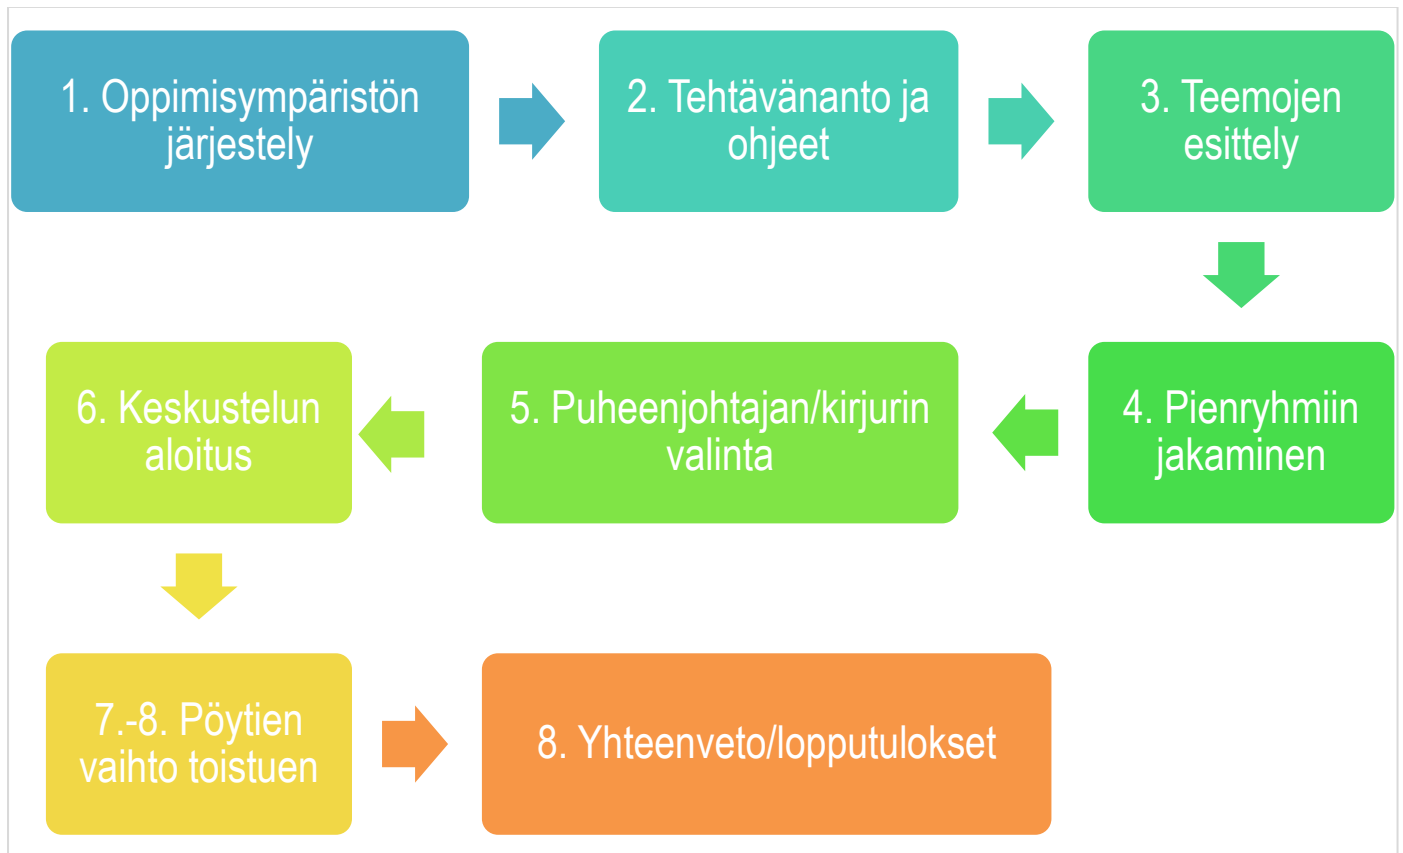 1. Oppimisympäristön
järjestely
2. Tehtävänanto ja
ohjeet
3. Teemojen
esittely
4. Pienryhmiin
jakaminen
5. Puheenjohtajan/kirjurin
valinta
6. Keskustelun
aloitus
7.-8. Pöytien
vaihto toistuen
8. Yhteenveto/lopputulokset